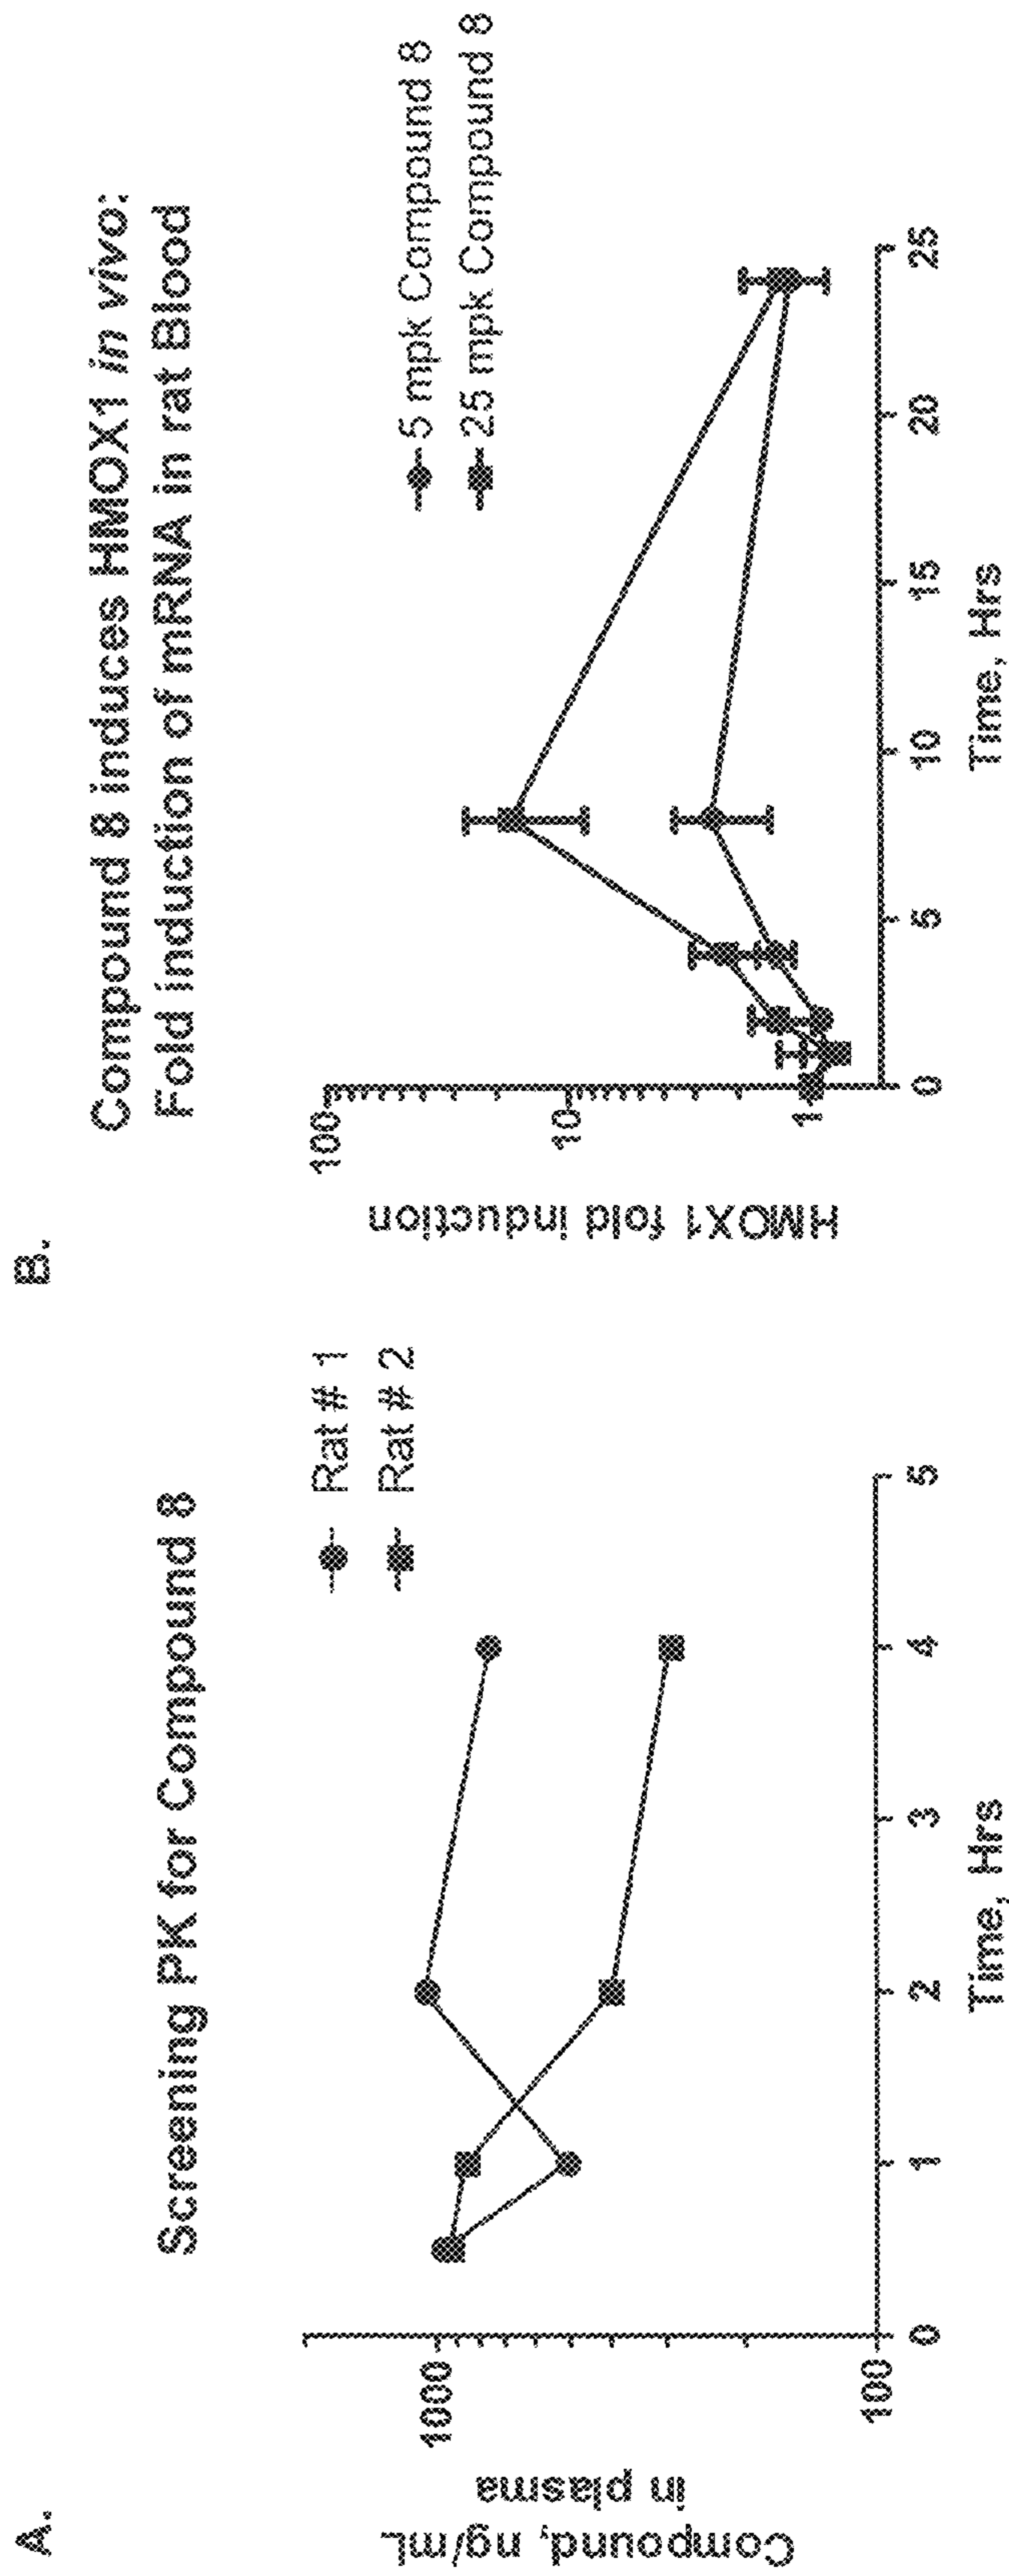 A.
Screening PK for Compound 8
Rat # 1
Rat # 2
Compound, ng/mL
in plasma
1000
100
0 1 2 3 4 5
Time, Hrs
B.
Compound 8 induces HMOX1 in vivo:
Fold induction of mRNA in rat Blood
5 mpk Compound 8
25 mpk Compound 8
HMOX1 fold induction
100
10
1
0 5 10 15 20 25
Time, Hrs